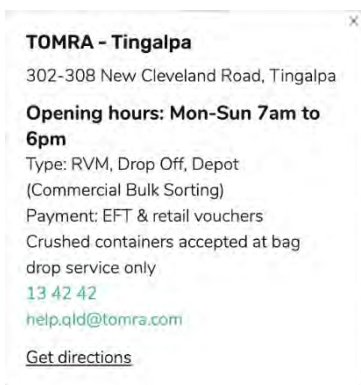 TOMRA - Tingalpa
302-308 New Cleveland Road, Tingalpa
Opening hours: Mon-Sun 7am to
6pm
Type: RVM, Drop Off, Depot
(Commercial Bulk Sorting)
Payment: EFT & retail vouchers
Crushed containers accepted at bag
drop service only
13 42 42
help.qld@tomra.com
Get directions